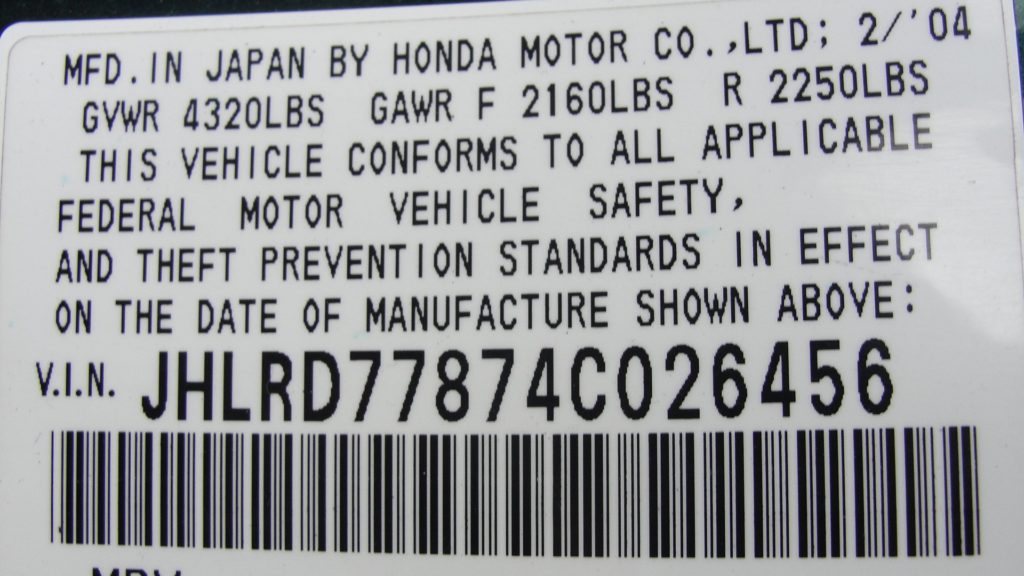 MFD. IN JAPAN BY HONDA MOTOR CO.,LTD; 2/'04
GVWR 4320LBS GAWR F 2160LBS R 2250LBS
THIS VEHICLE CONFORMS TO ALL APPLICABLE
FEDERAL MOTOR VEHICLE SAFETY,
AND THEFT PREVENTION STANDARDS IN EFFECT
ON THE DATE OF MANUFACTURE SHOWN ABOVE:
V.I.N. JHLRD77874C026456